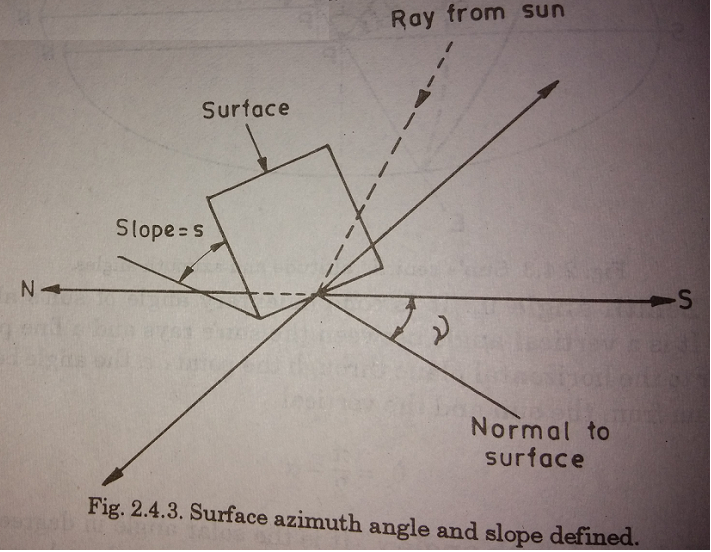 Ray from sun
Surface
Slope=s
N
S
Normal to
surface
Fig. 2.4.3. Surface azimuth angle and slope defined.